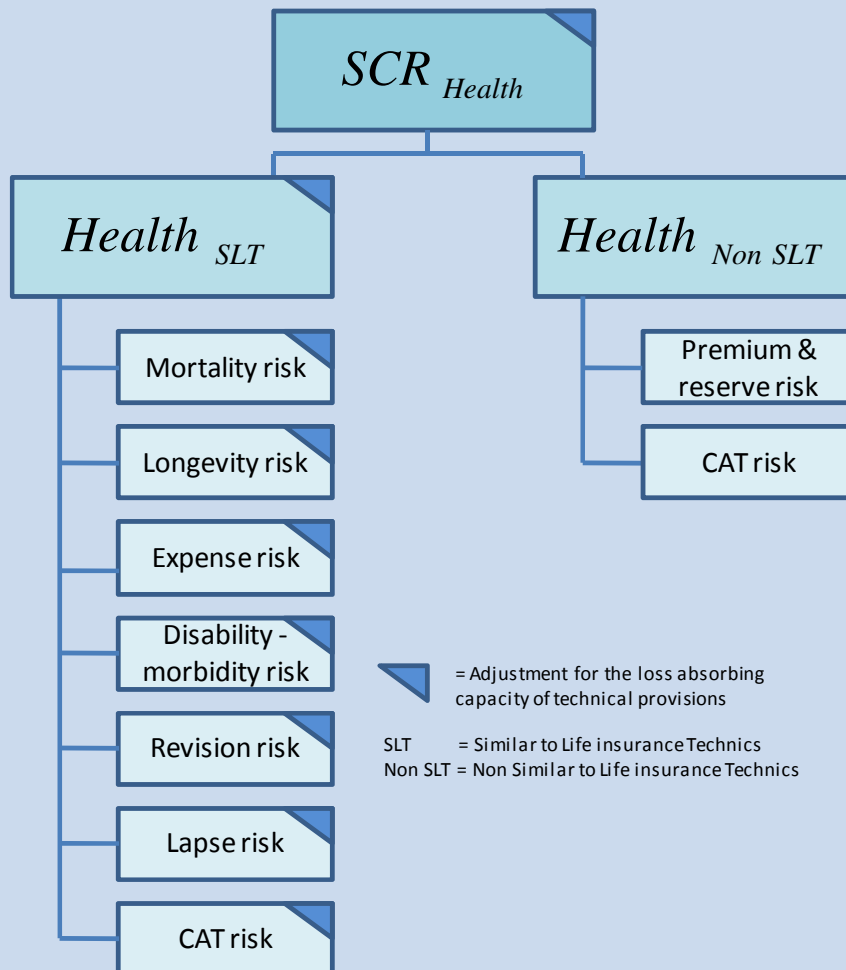 SCR Health
Health SLT
Health Non SLT
Mortality risk
Longevity risk
Expense risk
Disability -
morbidity risk
Revision risk
Lapse risk
CAT risk
Premium &
reserve risk
CAT risk
= Adjustment for the loss absorbing
capacity of technical provisions
SLT = Similar to Life insurance Technics
Non SLT = Non Similar to Life insurance Technics